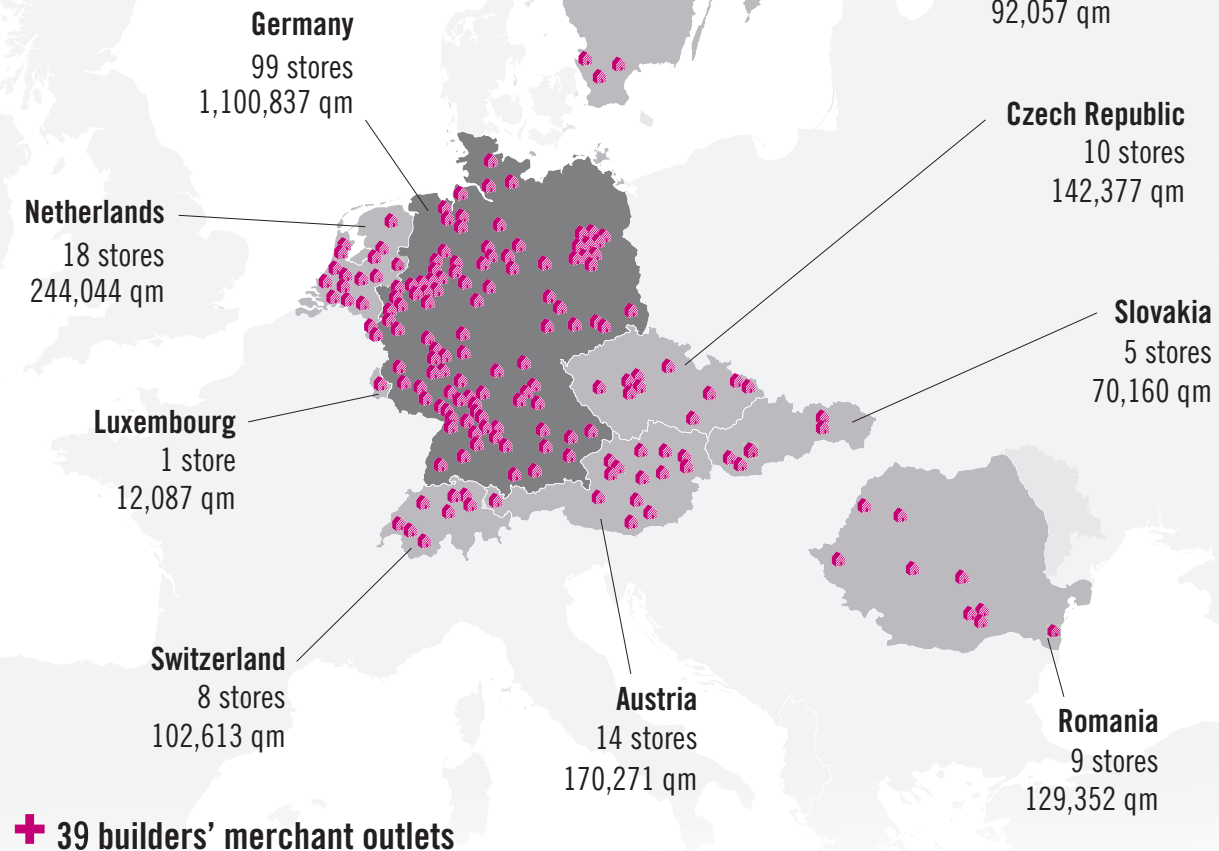 92,057 qm
Germany
99 stores
1,100,837 qm
Czech Republic
10 stores
142,377 qm
Netherlands
18 stores
244,044 qm
Slovakia
5 stores
70,160 qm
Luxembourg
1 store
12,087 qm
Switzerland
8 stores
102,613 qm
Austria
14 stores
170,271 qm
Romania
9 stores
129,352 qm
+ 39 builders’ merchant outlets